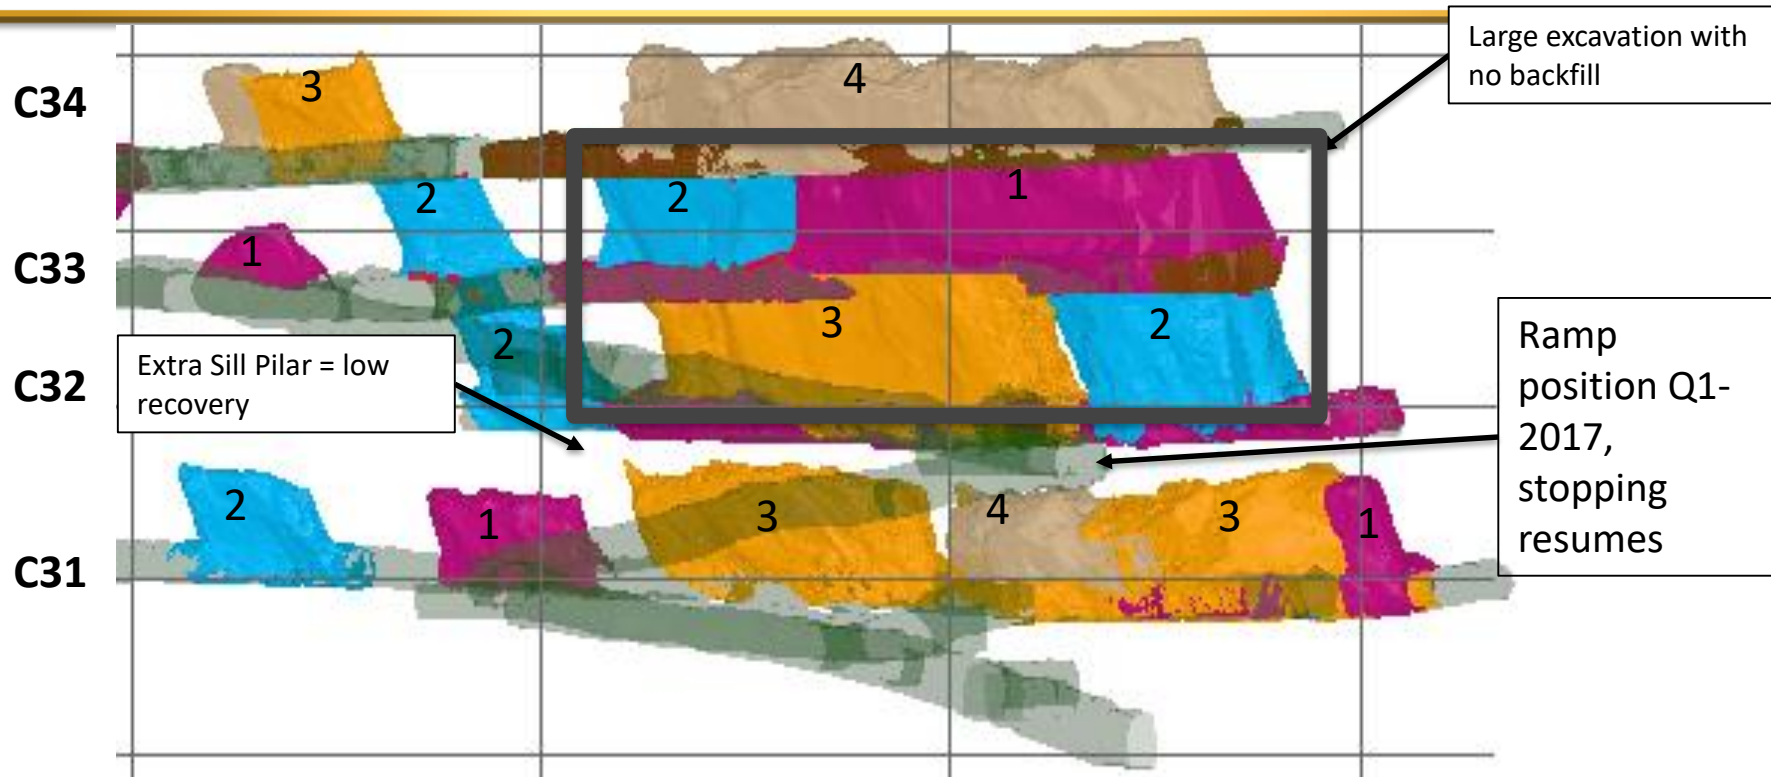 Large excavation with
no backfill
C34
3
4
2
2
1
C33
1
3
2
2
Extra Sill Pilar = low
recovery
C32
Ramp
position Q1-
2017,
stopping
resumes
2
1
3
4
3
1
C31